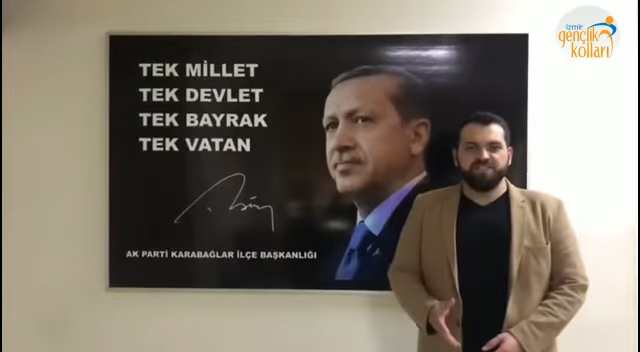 izmir
gençlik
kolları
TEK MİLLET
TEK DEVLET
TEK BAYRAK
TEK VATAN
AK PARTİ KARABAĞLAR İLÇE BAŞKANLIĞI